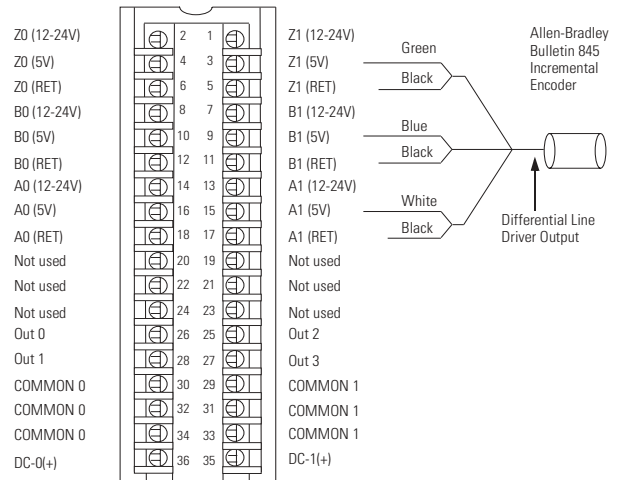 Z0 (12-24V) 2 1 Z1 (12-24V)
Z0 (5V) 4 3 Z1 (5V)
Z0 (RET) 6 5 Z1 (RET)
B0 (12-24V) 8 7 B1 (12-24V)
B0 (5V) 10 9 B1 (5V)
B0 (RET) 12 11 B1 (RET)
A0 (12-24V) 14 13 A1 (12-24V)
A0 (5V) 16 15 A1 (5V)
A0 (RET) 18 17 A1 (RET)
Not used 20 19 Not used
Not used 22 21 Not used
Not used 24 23 Not used
Out 0 26 25 Out 2
Out 1 28 27 Out 3
COMMON 0 30 29 COMMON 1
COMMON 0 32 31 COMMON 1
COMMON 0 34 33 COMMON 1
DC-0(+) 36 35 DC-1(+)
Green
Black
Blue
Black
White
Black
Allen-Bradley
Bulletin 845
Incremental
Encoder
Differential Line
Driver Output